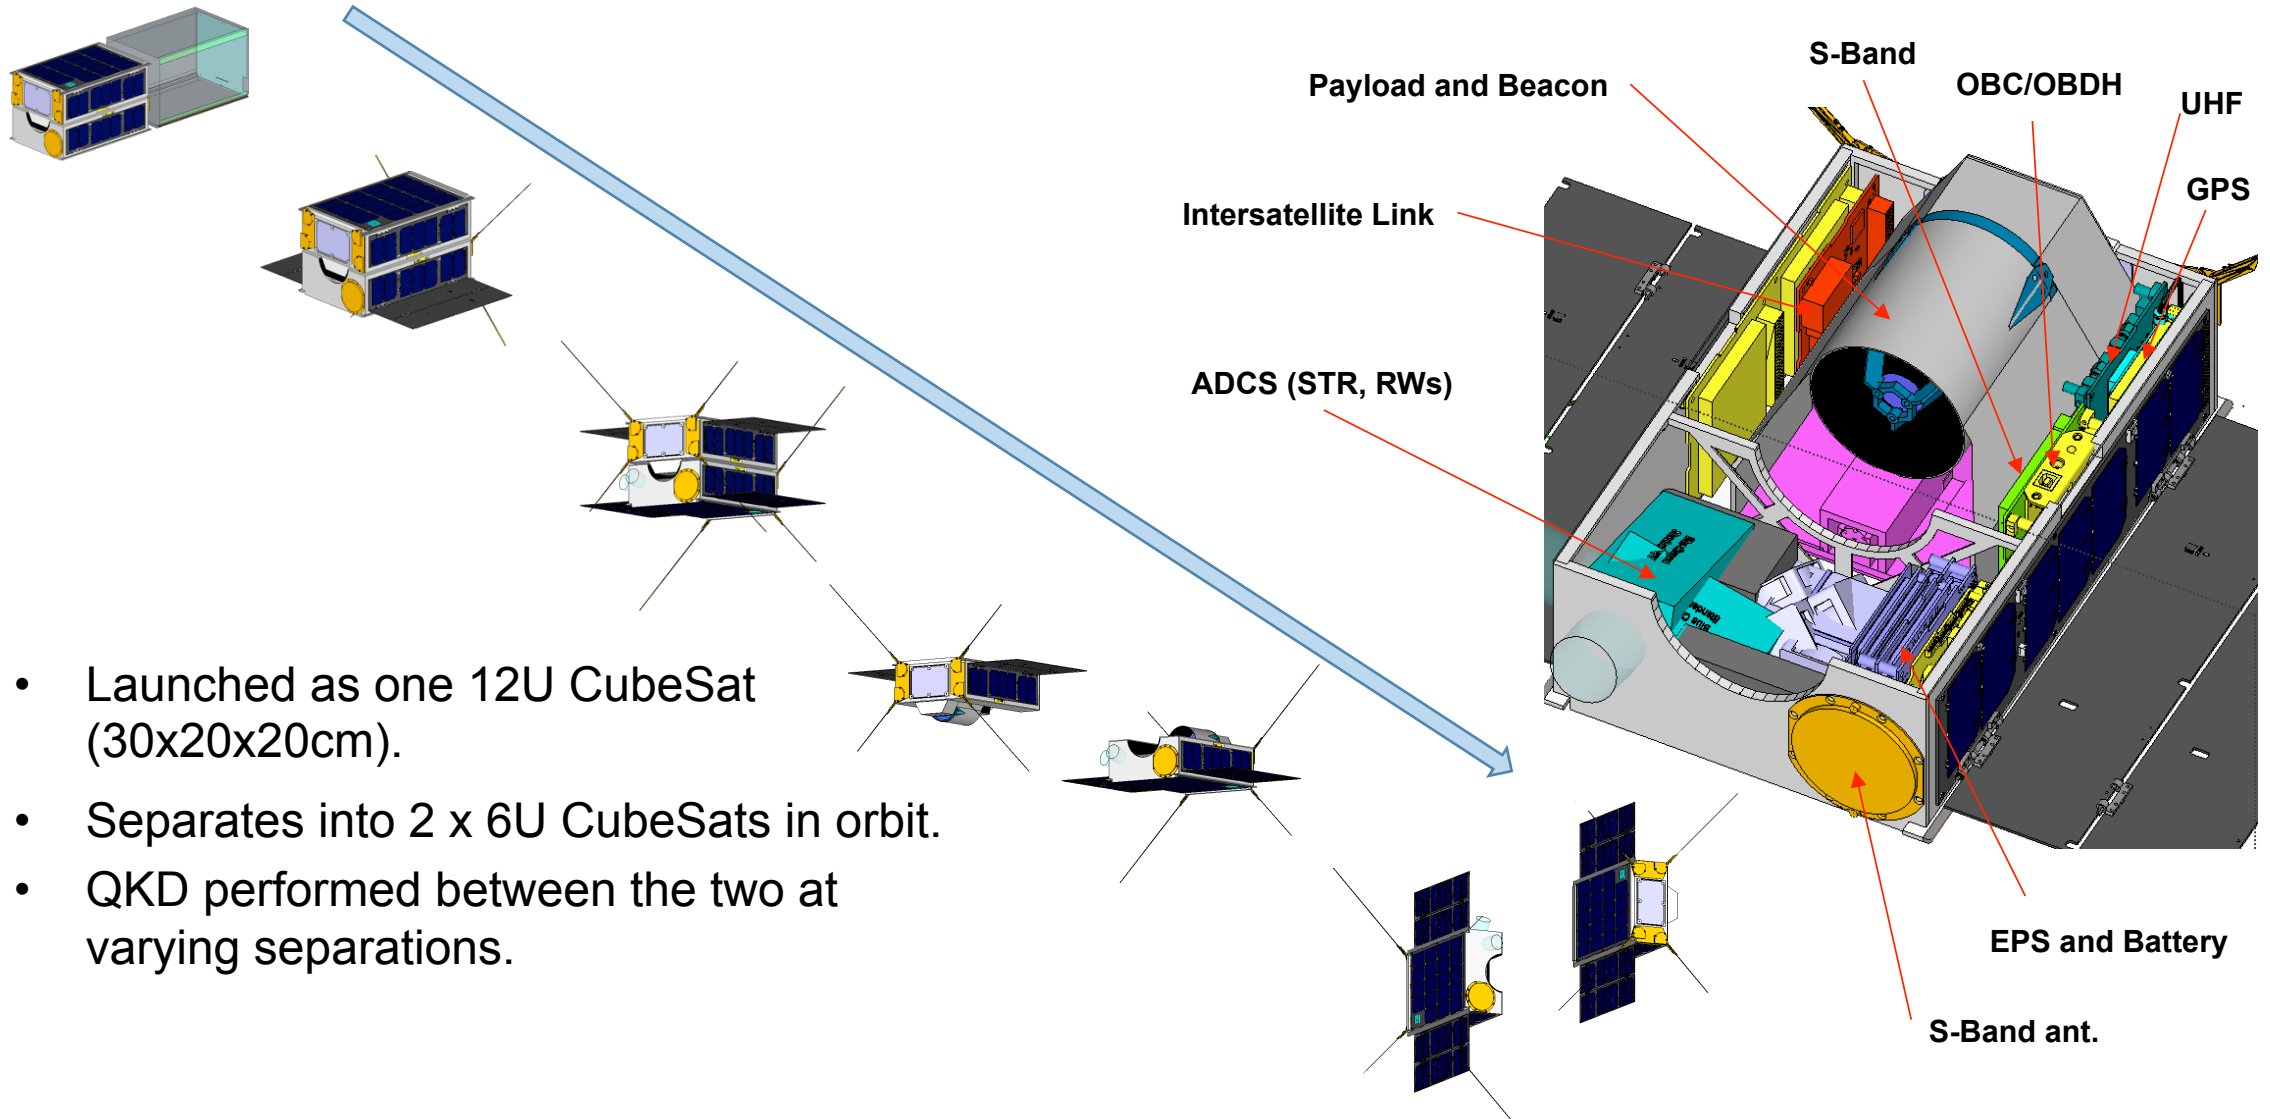 S-Band
Payload and Beacon
OBC/OBDH
UHF
GPS
Intersatellite Link
ADCS (STR, RWs)
• Launched as one 12U CubeSat
(30x20x20cm).
• Separates into 2 x 6U CubeSats in orbit.
• QKD performed between the two at
varying separations.
EPS and Battery
S-Band ant.